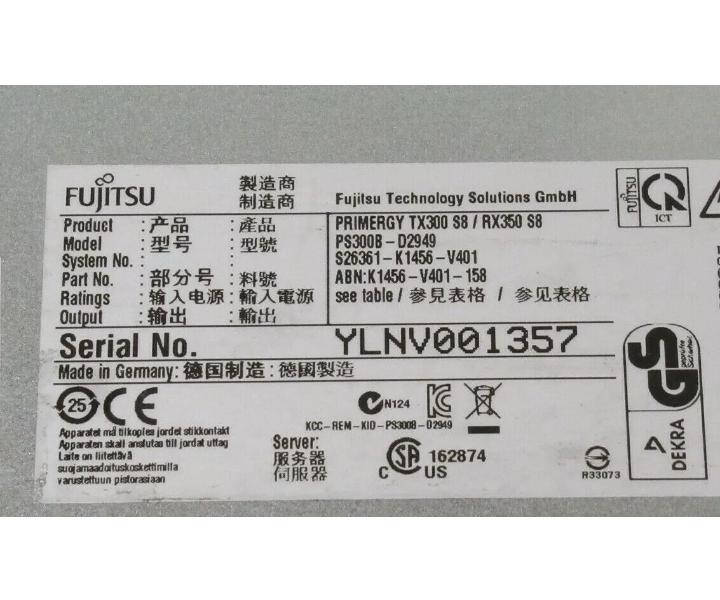 FUJITSU 製造商 Fujitsu Technology Solutions GmbH
制造商
FUJITSU ICT
Product : 产品 : 產品 PRIMERGY TX300 S8 / RX350 S8
Model : 型号 : 型號 PS300B-D2949
System No. : : : S26361-K1456-V401
Part No. : 部分号 : 料號 ABN:K1456-V401-158
Ratings : 输入电源 : 輸入電源 see table / 參見表格 / 参见表格
Output : 输出 : 輸出
Serial No. YLNV001357
Made in Germany: 德国制造 : 德國製造
25 CE N124
KCC-REM-KID-PS300B-D2949
Apparatet må tilkoples jordet stikkontakt
Apparaten skall anslutas till jordat uttag
Laite on liitettävä
suojamaadoituskoskettimilla
varustettuun pistorasiaan
Server:
服务器
伺服器
C SA US 162874
R33073
GS geprüfte Sicherheit
DEKRA